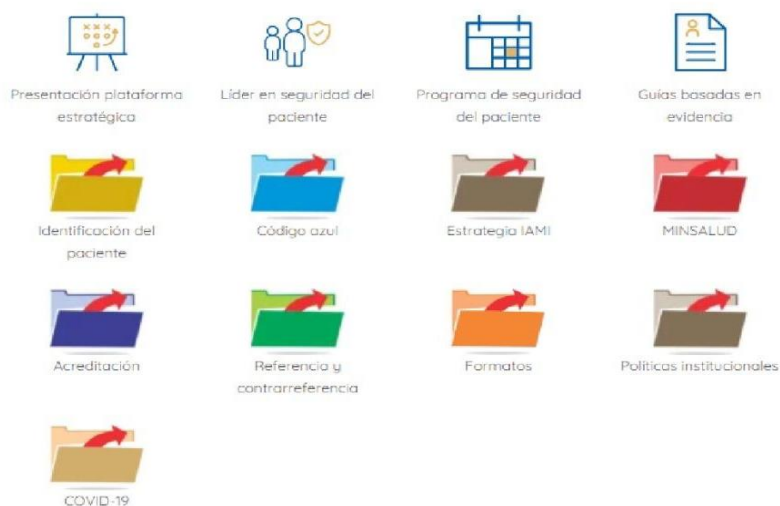 Presentación plataforma
estratégica
Líder en seguridad del
paciente
Programa de seguridad
del paciente
Guías basadas en
evidencia
Identificación del
paciente
Código azul
Estrategia IAMI
MINSALUD
Acreditación
Referencia y
contrarreferencia
Formatos
Políticas institucionales
COVID-19